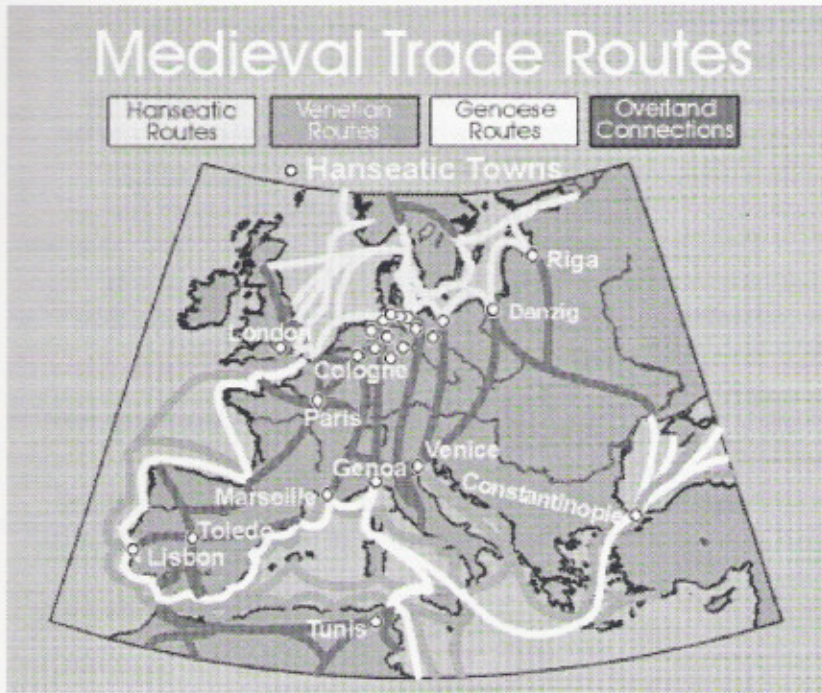 Medieval Trade Routes
Hanseatic Routes
Venetian Routes
Genoese Routes
Overland Connections
Hanseatic Towns
Riga
Danzig
London
Cologne
Paris
Venice
Genoa
Constantinople
Marseille
Toledo
Lisbon
Tunis